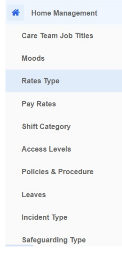 Home Management
Care Team Job Titles
Moods
Rates Type
Pay Rates
Shift Category
Access Levels
Policies & Procedure
Leaves
Incident Type
Safeguarding Type